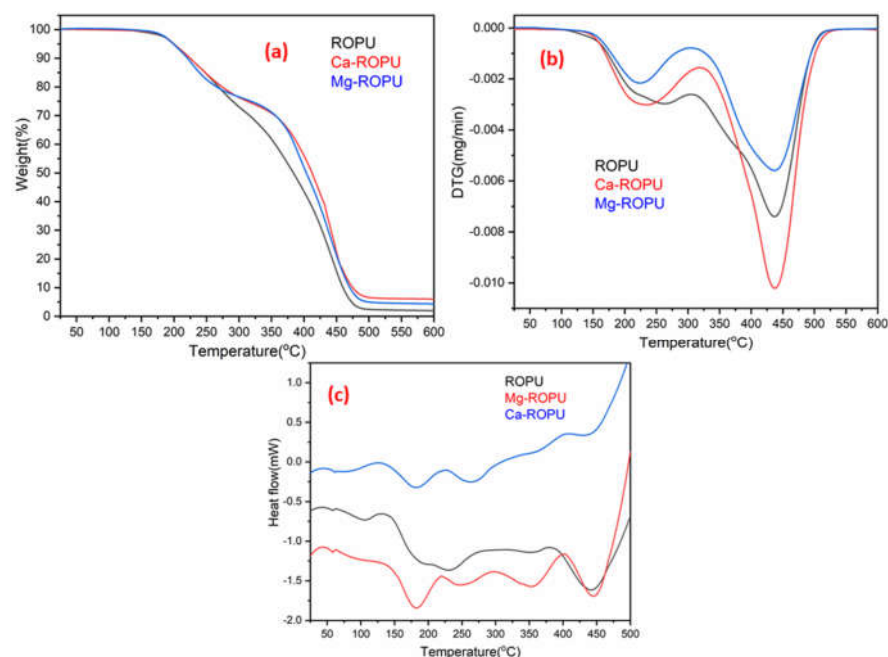 (a)
ROPU
Ca-ROPU
Mg-ROPU
100
90
80
70
60
50
40
30
20
10
0
Weight(%)
50 100 150 200 250 300 350 400 450 500 550 600
Temperature(°C)
(b)
ROPU
Ca-ROPU
Mg-ROPU
0.000
-0.002
-0.004
-0.006
-0.008
-0.010
DTG(mg/min)
50 100 150 200 250 300 350 400 450 500 550 600
Temperature(°C)
(c)
ROPU
Mg-ROPU
Ca-ROPU
1.0
0.5
0.0
-0.5
-1.0
-1.5
-2.0
Heat flow(mW)
50 100 150 200 250 300 350 400 450 500
Temperature(°C)